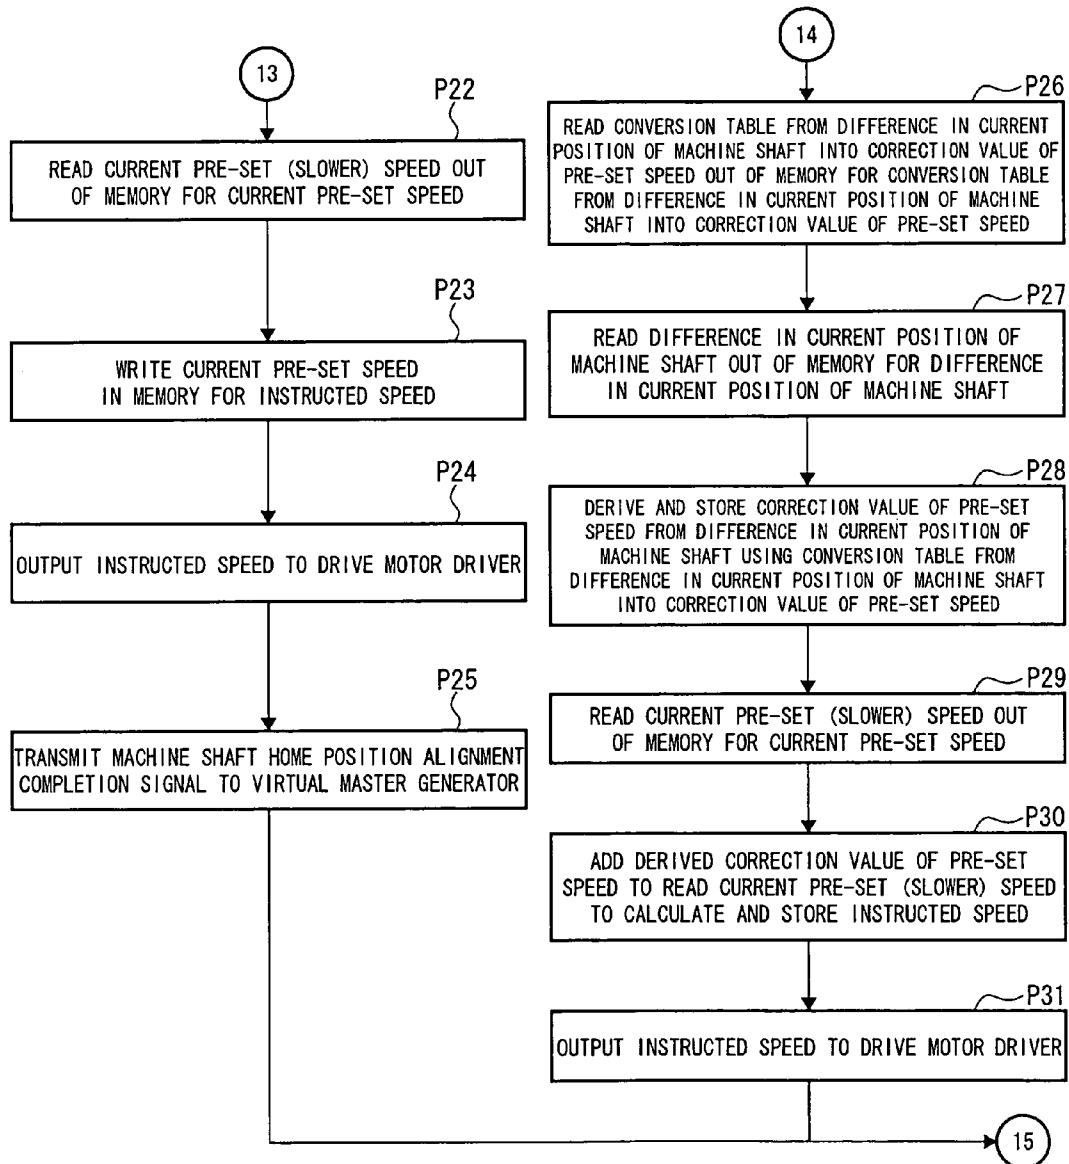 13
P22
READ CURRENT PRE-SET (SLOWER) SPEED OUT
OF MEMORY FOR CURRENT PRE-SET SPEED
P23
WRITE CURRENT PRE-SET SPEED
IN MEMORY FOR INSTRUCTED SPEED
P24
OUTPUT INSTRUCTED SPEED TO DRIVE MOTOR DRIVER
P25
TRANSMIT MACHINE SHAFT HOME POSITION ALIGNMENT
COMPLETION SIGNAL TO VIRTUAL MASTER GENERATOR
14
P26
READ CONVERSION TABLE FROM DIFFERENCE IN CURRENT
POSITION OF MACHINE SHAFT INTO CORRECTION VALUE OF
PRE-SET SPEED OUT OF MEMORY FOR CONVERSION TABLE
FROM DIFFERENCE IN CURRENT POSITION OF MACHINE
SHAFT INTO CORRECTION VALUE OF PRE-SET SPEED
P27
READ DIFFERENCE IN CURRENT POSITION OF
MACHINE SHAFT OUT OF MEMORY FOR DIFFERENCE
IN CURRENT POSITION OF MACHINE SHAFT
P28
DERIVE AND STORE CORRECTION VALUE OF PRE-SET
SPEED FROM DIFFERENCE IN CURRENT POSITION OF
MACHINE SHAFT USING CONVERSION TABLE FROM
DIFFERENCE IN CURRENT POSITION OF MACHINE SHAFT
INTO CORRECTION VALUE OF PRE-SET SPEED
P29
READ CURRENT PRE-SET (SLOWER) SPEED OUT
OF MEMORY FOR CURRENT PRE-SET SPEED
P30
ADD DERIVED CORRECTION VALUE OF PRE-SET
SPEED TO READ CURRENT PRE-SET (SLOWER) SPEED
TO CALCULATE AND STORE INSTRUCTED SPEED
P31
OUTPUT INSTRUCTED SPEED TO DRIVE MOTOR DRIVER
15